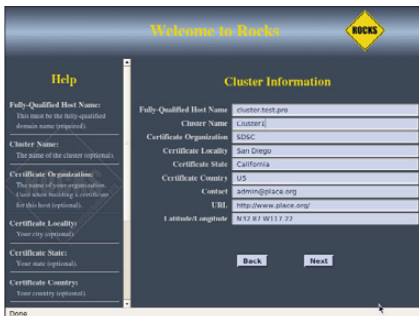 Welcome to Rocks
ROCKS
Help
Fully-Qualified Host Name:
This must be the fully-qualified
domain name (required).
Cluster Name:
The name of the cluster (optional).
Certificate Organization:
The name of your organization.
Used when building a certificate
for this host (optional).
Certificate Locality:
Your city (optional).
Certificate State:
Your state (optional).
Certificate Country:
Your country (optional).
Cluster Information
Fully-Qualified Host Name cluster.test.pro
Cluster Name Cluster1
Certificate Organization SDSC
Certificate Locality San Diego
Certificate State California
Certificate Country US
Contact admin@place.org
URL http://www.place.org/
Latitude/Longitude N32.87 W117.22
Back Next
Done